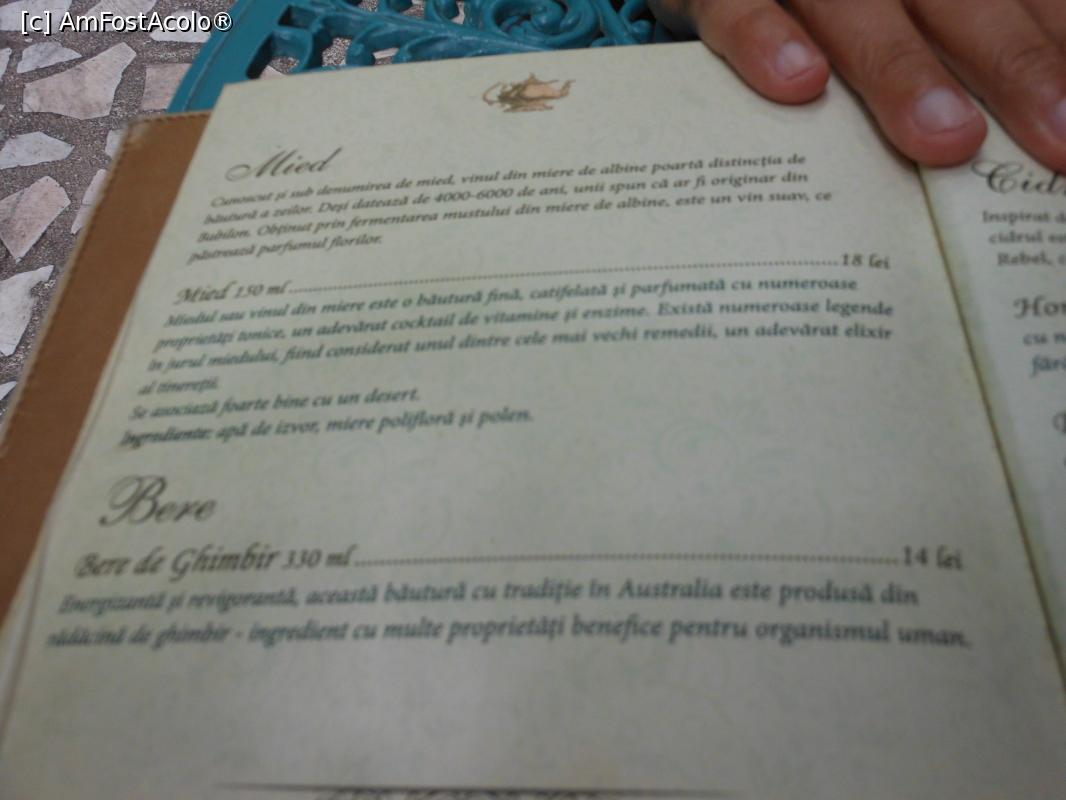 [c] AmFostAcolo®
Mied
Cunoscut și sub denumirea de mied, vinul din miere de albine poartă distincția de
băutură a zeilor. Deși datează de 4000-6000 de ani, unii spun că ar fi originar din
Babilon. Obținut prin fermentarea mustului din miere de albine, este un vin suav, ce
păstrează parfumul florilor.
Mied 150 ml 18 lei
Miedul sau vinul din miere este o băutură fină, catifelată și parfumată cu numeroase
proprietăți tonice, un adevărat cocktail de vitamine și enzime. Există numeroase legende
în jurul miedului, fiind considerat unul dintre cele mai vechi remedii, un adevărat elixir
al tinereții.
Se asociază foarte bine cu un desert.
Ingrediente: apă de izvor, miere polifloră și polen.
Bere
Bere de Ghimbir 330 ml 14 lei
Energizantă și revigorantă, această băutură cu tradiție în Australia este produsă din
rădăcină de ghimbir - ingredient cu multe proprietăți benefice pentru organismul uman.
Inspirat
cidrul
Rebel,
cu